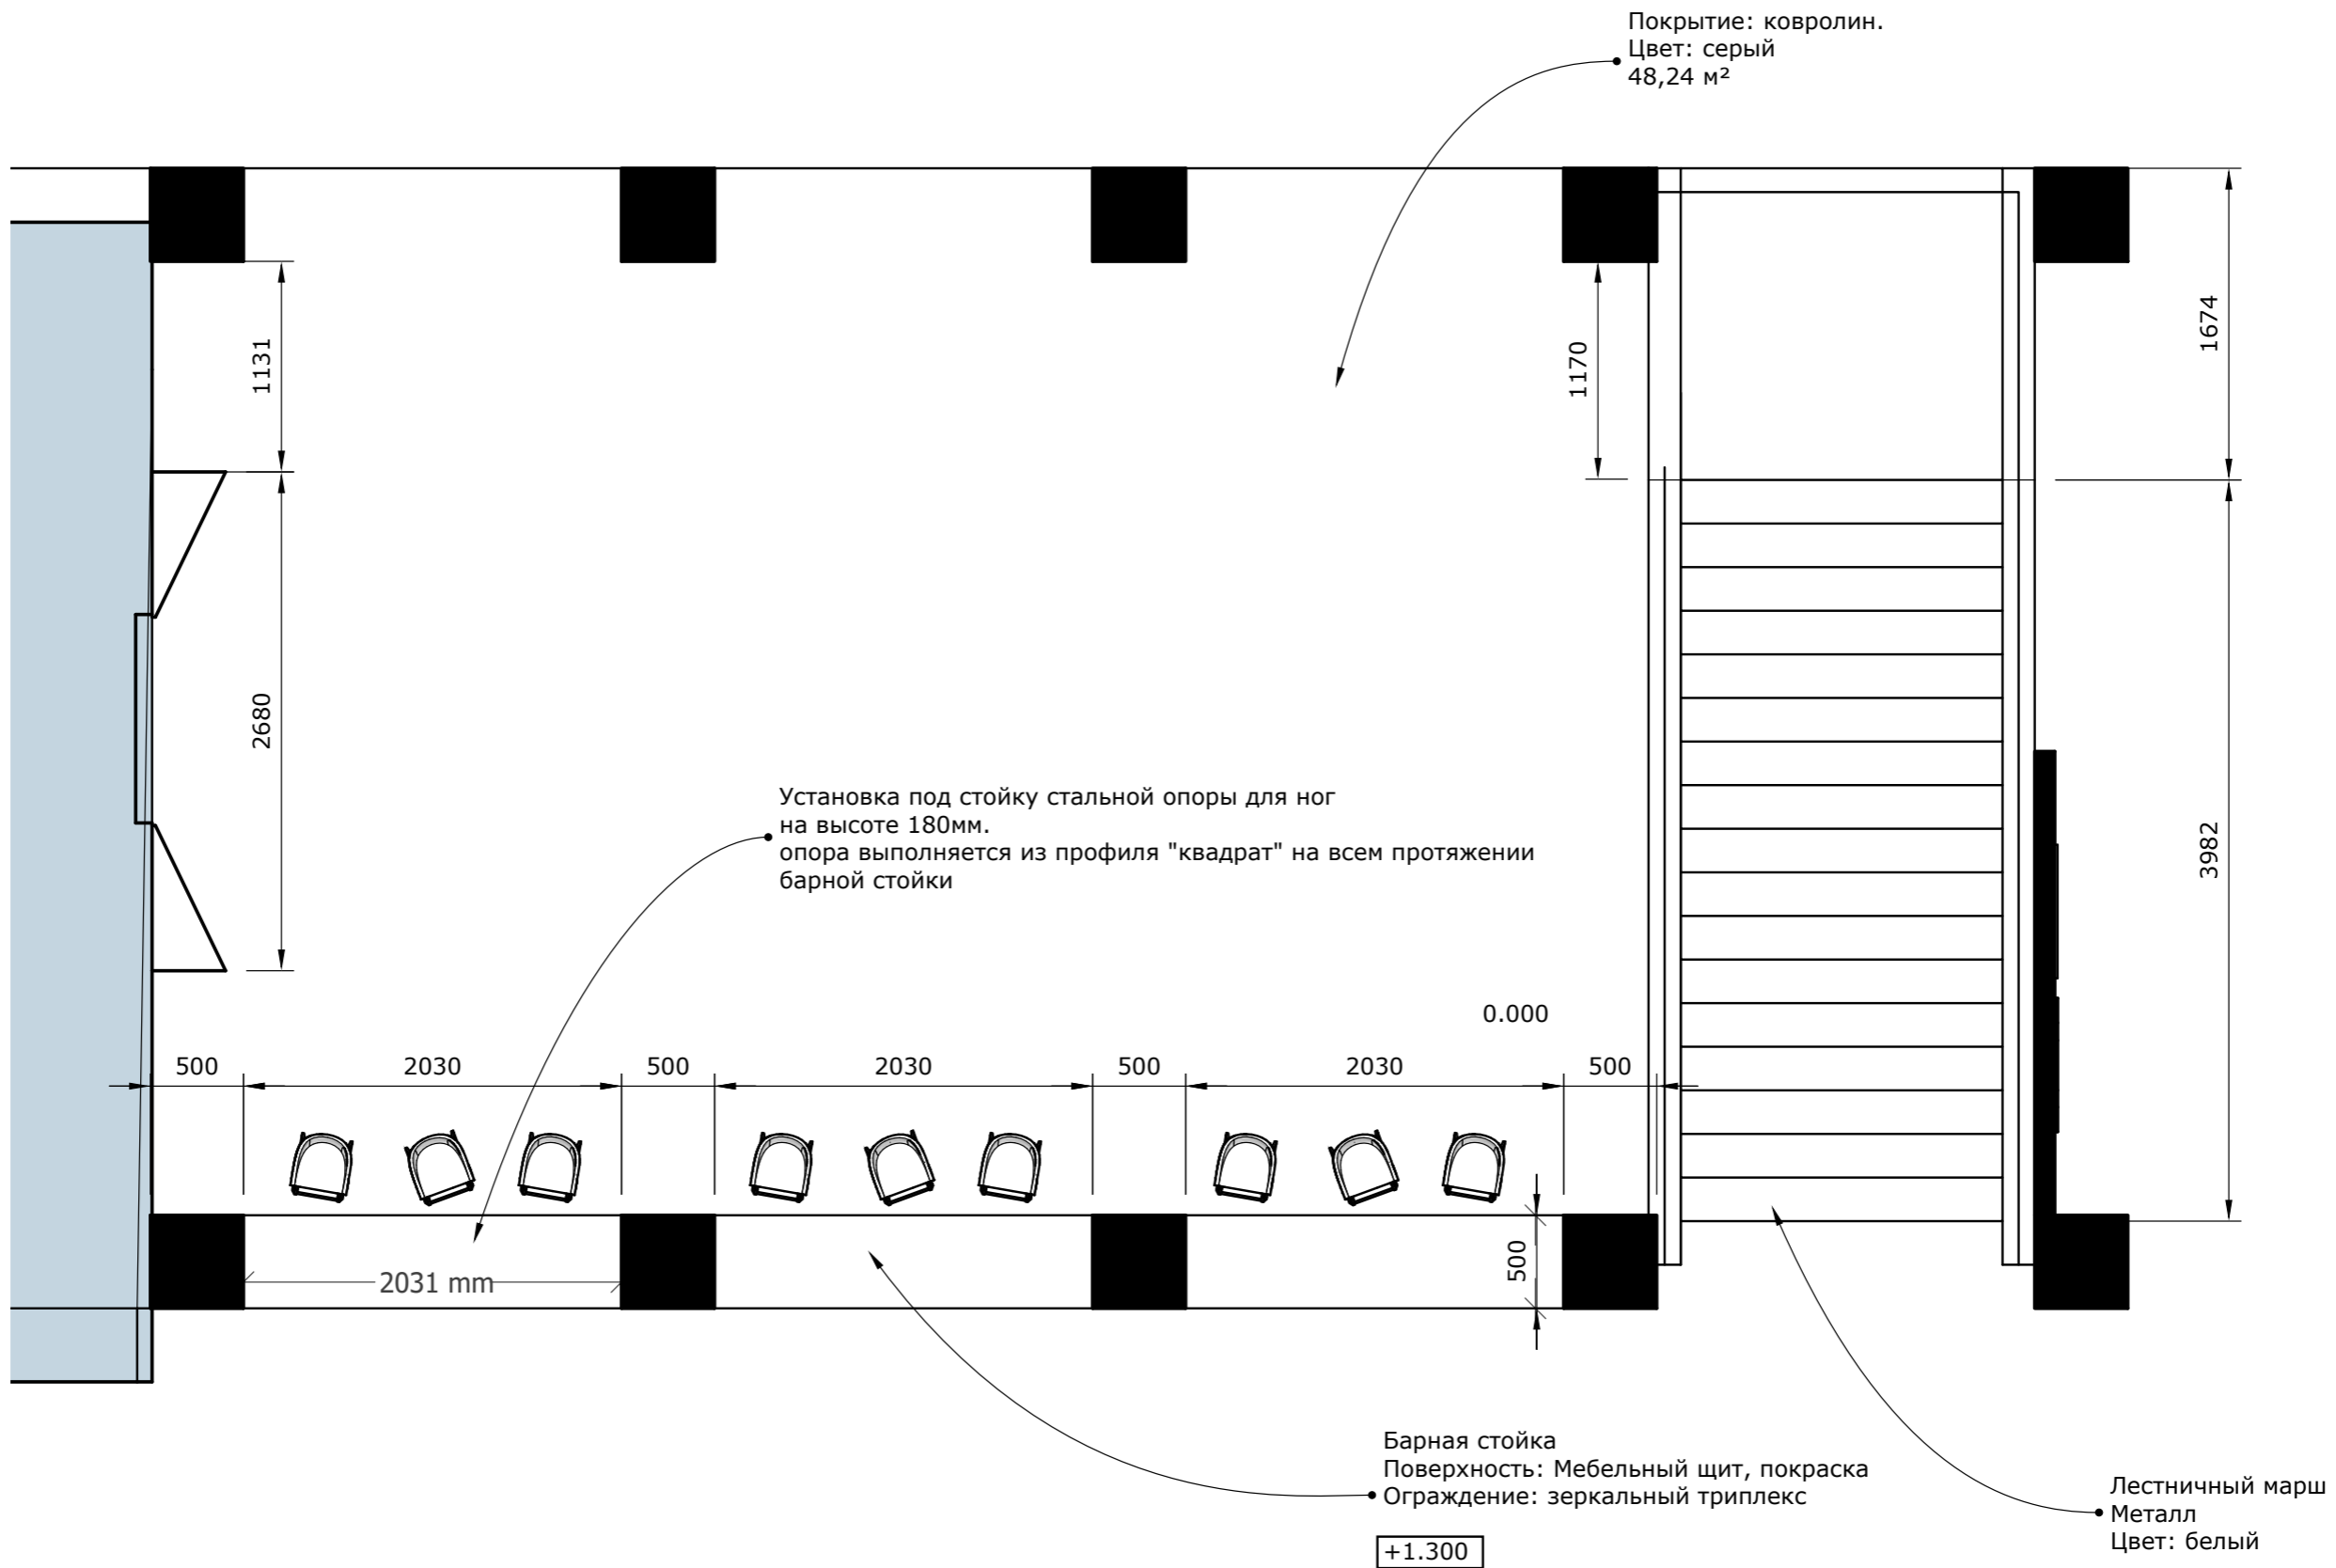 Покрытие: ковролин.
Цвет: серый
48,24 м²
1131
1170
1674
2680
3982
Установка под стойку стальной опоры для ног
на высоте 180мм.
опора выполняется из профиля "квадрат" на всем протяжении
барной стойки
0.000
500
2030
500
2030
500
2030
500
500
2031 mm
Барная стойка
Поверхность: Мебельный щит, покраска
Ограждение: зеркальный триплекс
+1.300
Лестничный марш
Металл
Цвет: белый